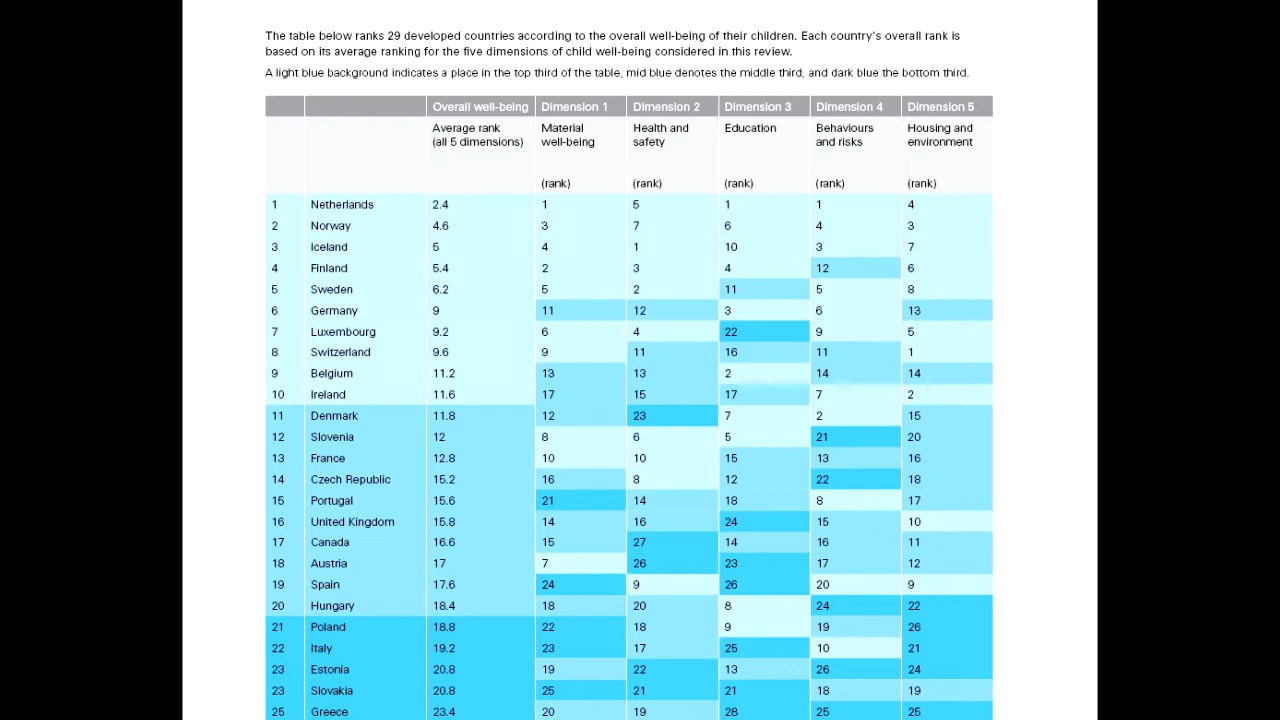 The table below ranks 29 developed countries according to the overall well-being of their children. Each country's overall rank is
based on its average ranking for the five dimensions of child well-being considered in this review.
A light blue background indicates a place in the top third of the table, mid blue denotes the middle third, and dark blue the bottom third.
Overall well-being Dimension 1 Dimension 2 Dimension 3 Dimension 4 Dimension 5
Average rank Material Health and Education Behaviours Housing and
(all 5 dimensions) well-being safety and risks environment
(rank) (rank) (rank) (rank) (rank)
1 Netherlands 2.4 1 5 1 1 4
2 Norway 4.6 3 7 6 4 3
3 Iceland 5 4 1 10 3 7
4 Finland 5.4 2 3 4 12 6
5 Sweden 6.2 5 2 11 5 8
6 Germany 9 11 12 3 6 13
7 Luxembourg 9.2 6 4 22 9 5
8 Switzerland 9.6 9 11 16 11 1
9 Belgium 11.2 13 13 2 14 14
10 Ireland 11.6 17 15 17 7 2
11 Denmark 11.8 12 23 7 2 15
12 Slovenia 12 8 6 5 21 20
13 France 12.8 10 10 15 13 16
14 Czech Republic 15.2 16 8 12 22 18
15 Portugal 15.6 21 14 18 8 17
16 United Kingdom 15.8 14 16 24 15 10
17 Canada 16.6 15 27 14 16 11
18 Austria 17 7 26 23 17 12
19 Spain 17.6 24 9 26 20 9
20 Hungary 18.4 18 20 8 24 22
21 Poland 18.8 22 18 9 19 26
22 Italy 19.2 23 17 25 10 21
23 Estonia 20.8 19 22 13 26 24
23 Slovakia 20.8 25 21 21 18 19
25 Greece 23.4 20 19 28 25 25